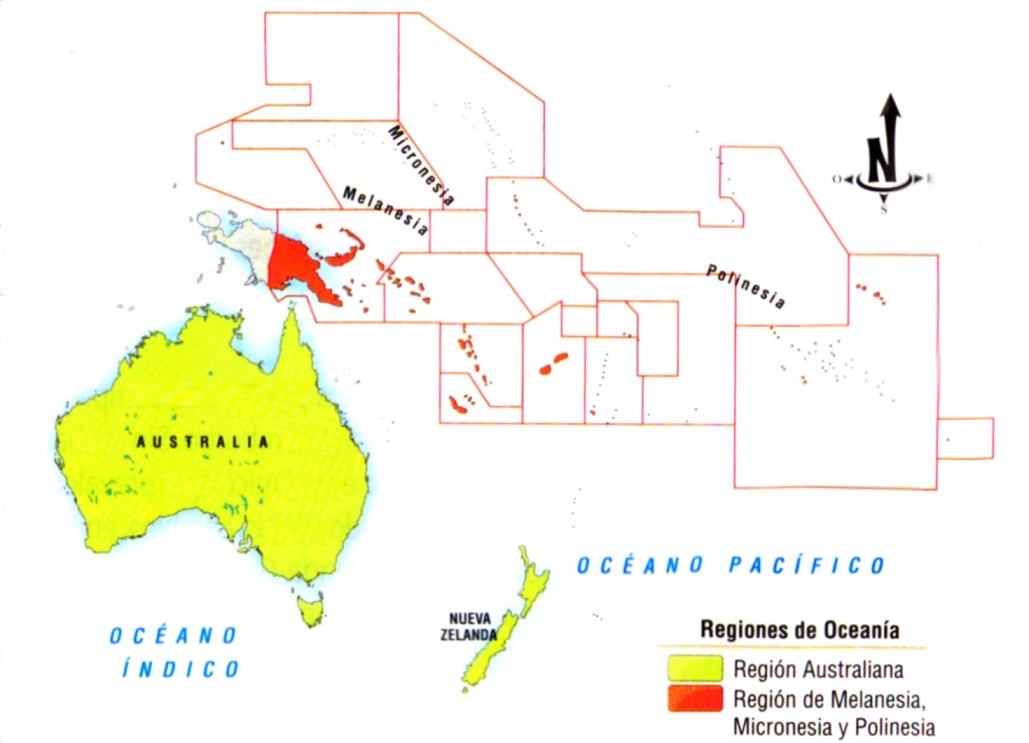 Micronesia
Melanesia
Polinesia
N
O
E
S
AUSTRALIA
OCÉANO PACÍFICO
NUEVA
ZELANDA
OCÉANO
ÍNDICO
Regiones de Oceanía
Región Australiana
Región de Melanesia,
Micronesia y Polinesia